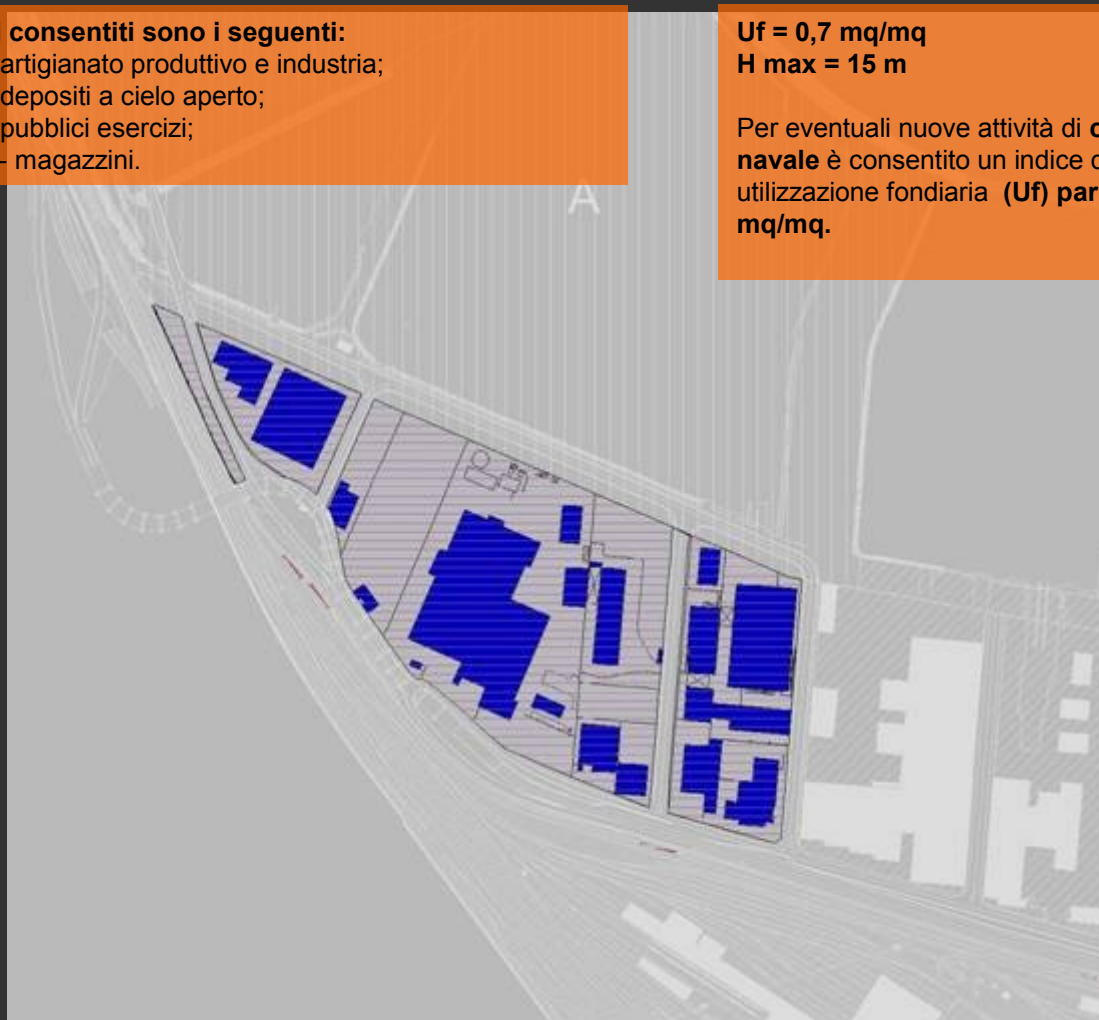 consentiti sono i seguenti:
artigianato produttivo e industria;
depositi a cielo aperto;
pubblici esercizi;
– magazzini.
Uf = 0,7 mq/mq
H max = 15 m
Per eventuali nuove attività di
navale è consentito un indice
utilizzazione fondiaria (Uf)
mq/mq.
A